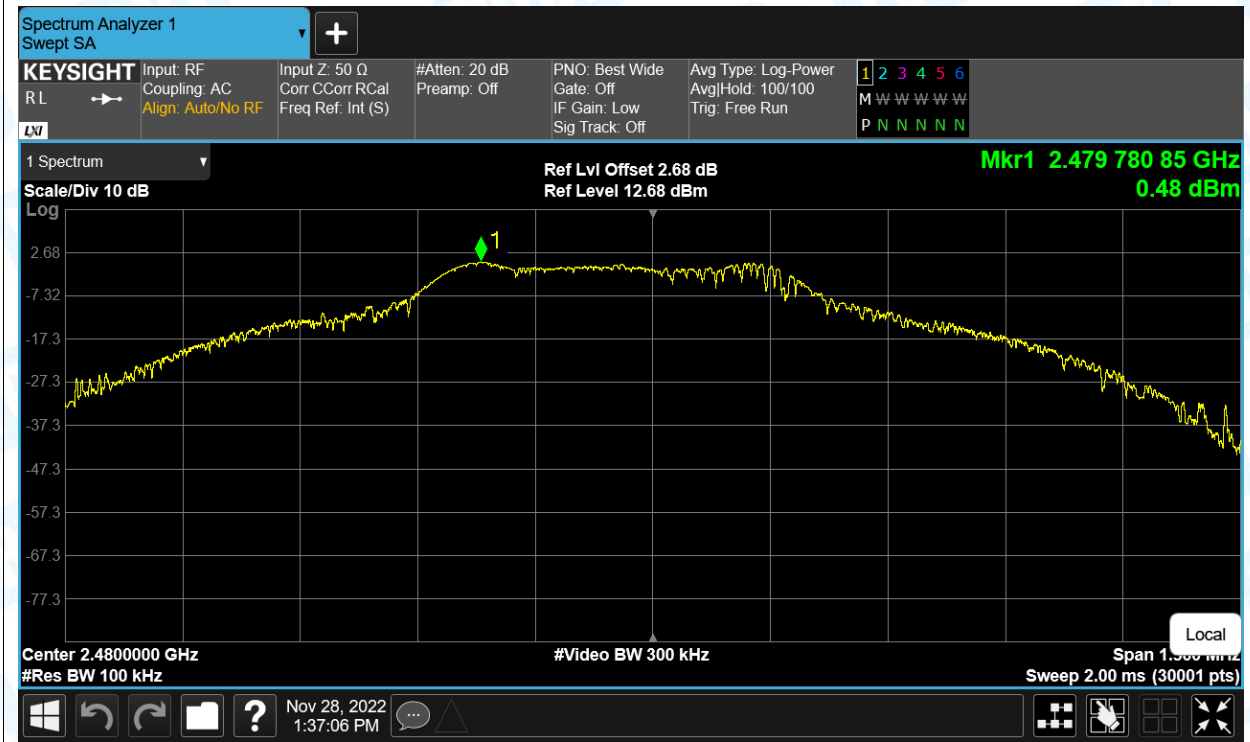 Spectrum Analyzer 1
Swept SA
KEYSIGHT
R L
LXI
Input: RF
Coupling: AC
Align: Auto/No RF
Input Z: 50 Ω
Corr CCorr RCal
Freq Ref: Int (S)
#Atten: 20 dB
Preamp: Off
PNO: Best Wide
Gate: Off
IF Gain: Low
Sig Track: Off
Avg Type: Log-Power
Avg|Hold: 100/100
Trig: Free Run
1 2 3 4 5 6
M W W W W W
P N N N N N
1 Spectrum
Scale/Div 10 dB
Log
Ref Lvl Offset 2.68 dB
Ref Level 12.68 dBm
Mkr1 2.479 780 85 GHz
0.48 dBm
1
2.68
-7.32
-17.3
-27.3
-37.3
-47.3
-57.3
-67.3
-77.3
Local
Center 2.4800000 GHz
#Video BW 300 kHz
Span
#Res BW 100 kHz
Sweep 2.00 ms (30001 pts)
?
Nov 28, 2022
1:37:06 PM